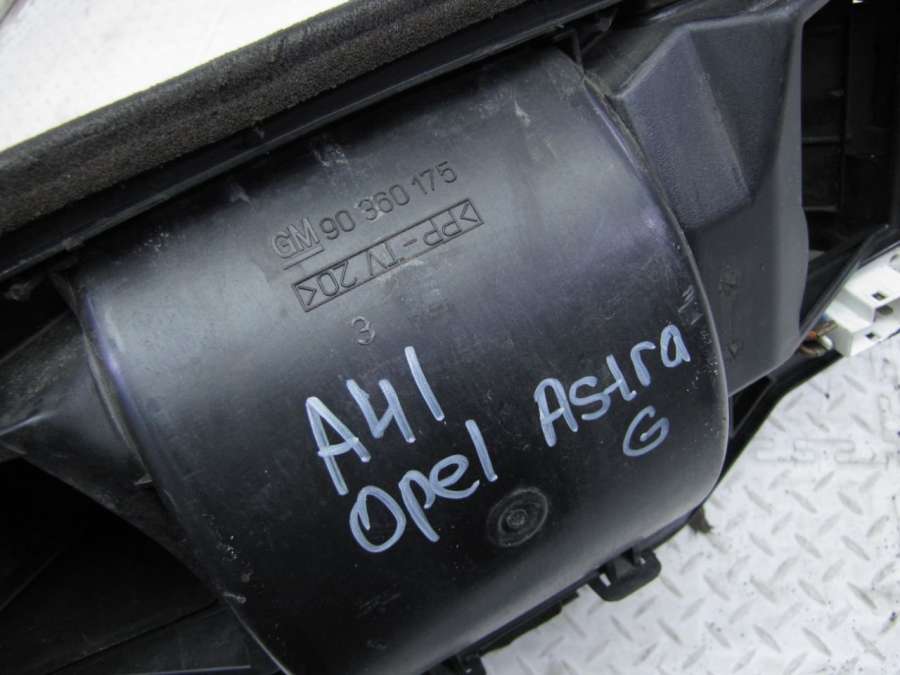 GM 90 360 175
>PP-TV 20<
3
A41
Opel Astra
G